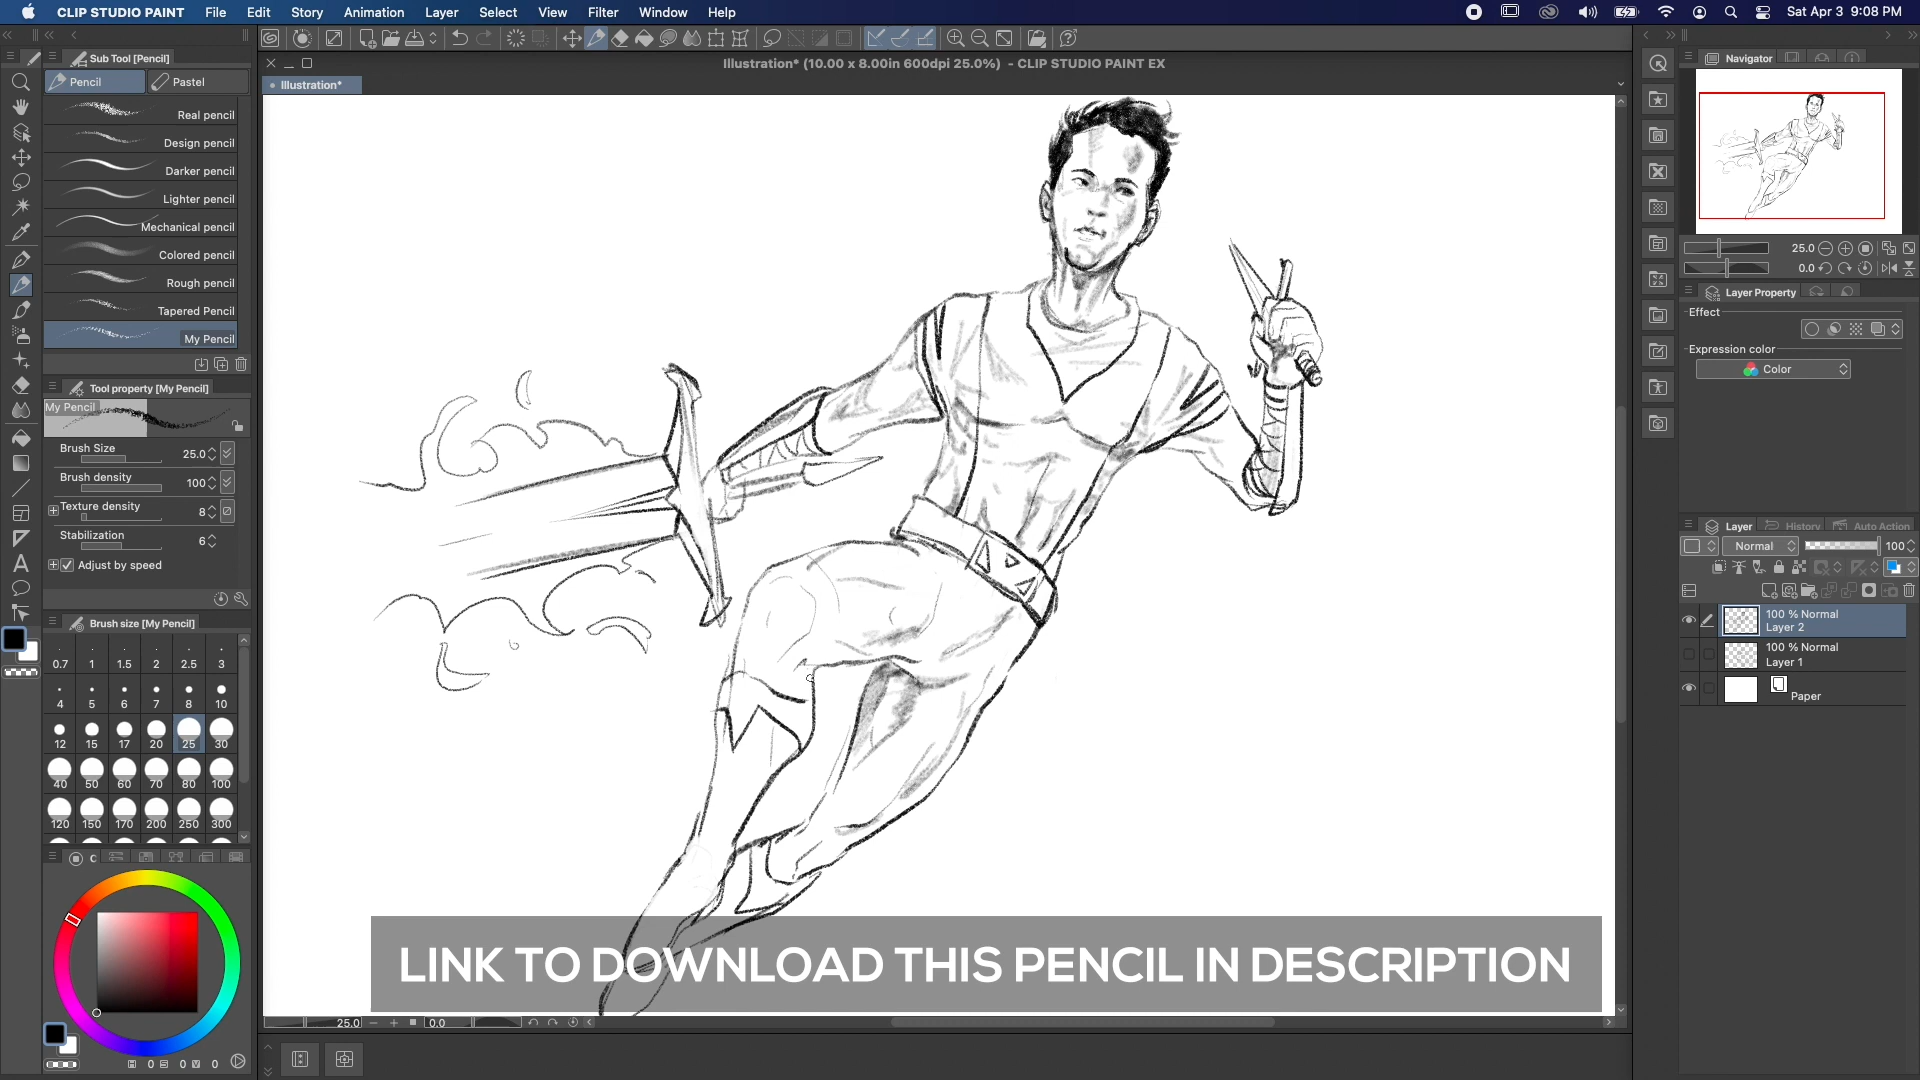 CLIP STUDIO PAINT File Edit Story Animation Layer Select View Filter Window Help Sat Apr 3 9:08 PM
Illustration* (10.00 x 8.00in 600dpi 25.0%) - CLIP STUDIO PAINT EX
Illustration*
Sub Tool [Pencil]
Pencil Pastel
Real pencil
Design pencil
Darker pencil
Lighter pencil
Mechanical pencil
Colored pencil
Rough pencil
Tapered Pencil
My Pencil
Tool property [My Pencil]
My Pencil
Brush Size 25.0
Brush density 100
Texture density 8
Stabilization 6
Adjust by speed
Brush size [My Pencil]
0.7 1 1.5 2 2.5 3
4 5 6 7 8 10
12 15 17 20 25 30
40 50 60 70 80 100
120 150 170 200 250 300
C
0 0 0
LINK TO DOWNLOAD THIS PENCIL IN DESCRIPTION
25.0 0.0
Navigator
25.0
0.0
Layer Property
Effect
Expression color
Color
Layer History Auto Action
Normal 100
100 % Normal
Layer 2
100 % Normal
Layer 1
Paper